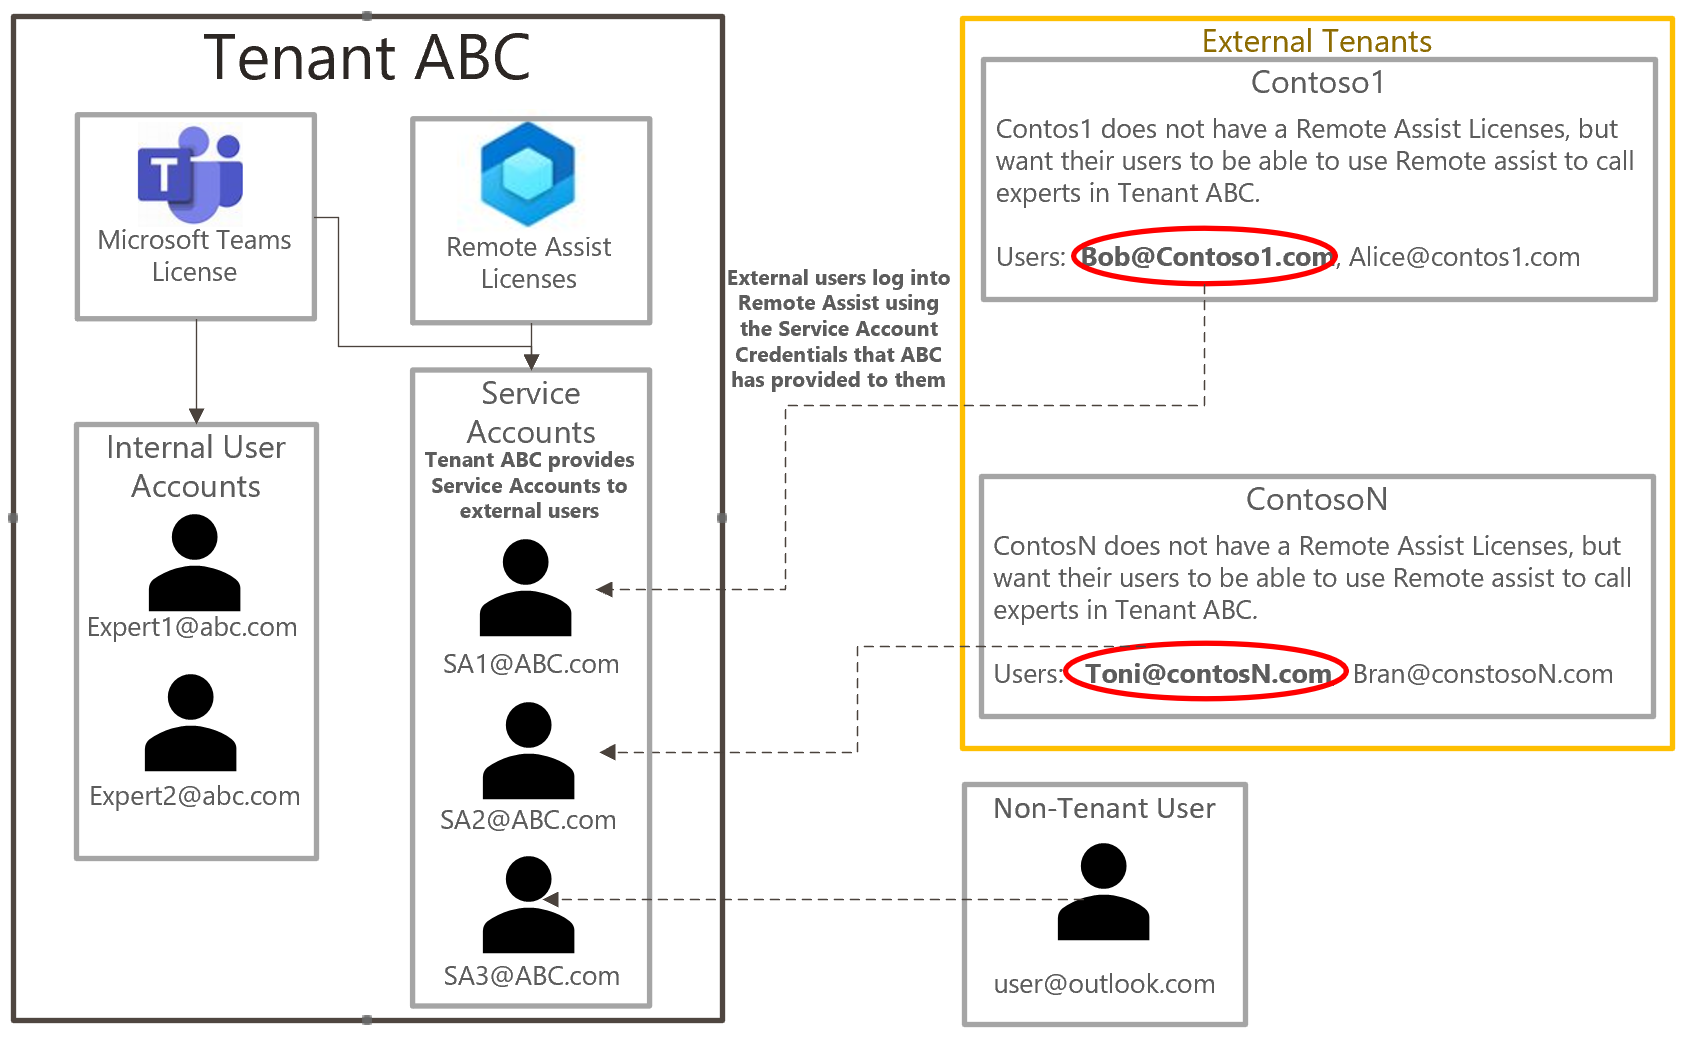 Tenant ABC
T
Microsoft Teams
License
Remote Assist
Licenses
Internal User
Accounts
Expert1@abc.com
Expert2@abc.com
Service
Accounts
Tenant ABC provides
Service Accounts to
external users
SA1@ABC.com
SA2@ABC.com
SA3@ABC.com
External users log into
Remote Assist using
the Service Account
Credentials that ABC
has provided to them
External Tenants
Contoso1
Contos1 does not have a Remote Assist Licenses, but
want their users to be able to use Remote assist to call
experts in Tenant ABC.
Users: Bob@Contoso1.com, Alice@contos1.com
ContosoN
ContosN does not have a Remote Assist Licenses, but
want their users to be able to use Remote assist to call
experts in Tenant ABC.
Users: Toni@contosN.com Bran@constosoN.com
Non-Tenant User
user@outlook.com